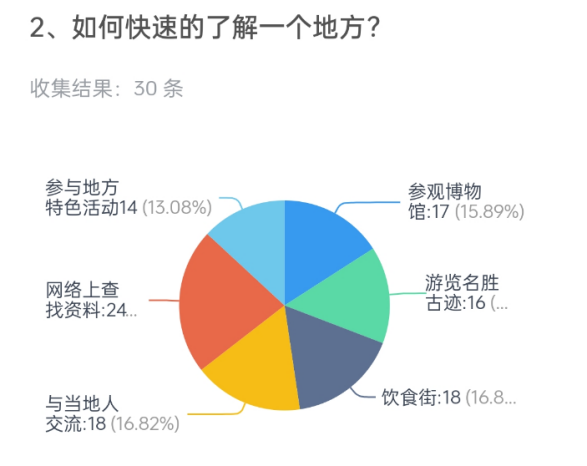 2、如何快速的了解一个地方？
收集结果：30 条
参与地方
特色活动14 (13.08%)
参观博物
馆:17 (15.89%)
网络上查
找资料:24...
游览名胜
古迹:16 (...
饮食街:18 (16.8...
与当地人
交流:18 (16.82%)